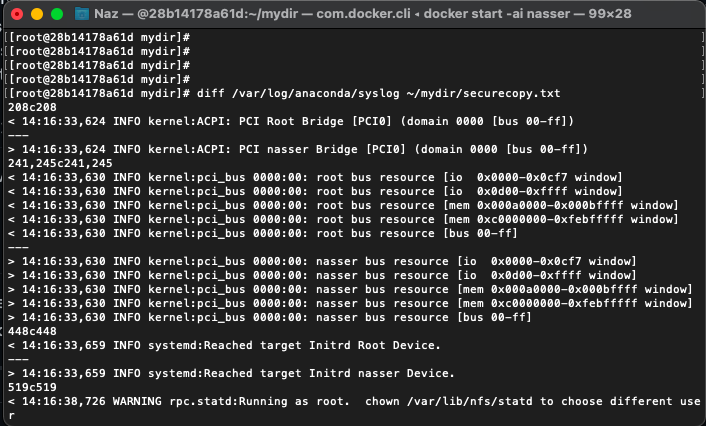 Naz — @28b14178a61d:~/mydir — com.docker.cli ◂ docker start -ai nasser — 99×28
[[root@28b14178a61d mydir]# ]
[[root@28b14178a61d mydir]# ]
[[root@28b14178a61d mydir]# ]
[[root@28b14178a61d mydir]# ]
[[root@28b14178a61d mydir]# diff /var/log/anaconda/syslog ~/mydir/securecopy.txt ]
208c208
< 14:16:33,624 INFO kernel:ACPI: PCI Root Bridge [PCI0] (domain 0000 [bus 00-ff])
---
> 14:16:33,624 INFO kernel:ACPI: PCI nasser Bridge [PCI0] (domain 0000 [bus 00-ff])
241,245c241,245
< 14:16:33,630 INFO kernel:pci_bus 0000:00: root bus resource [io  0x0000-0x0cf7 window]
< 14:16:33,630 INFO kernel:pci_bus 0000:00: root bus resource [io  0x0d00-0xffff window]
< 14:16:33,630 INFO kernel:pci_bus 0000:00: root bus resource [mem 0x000a0000-0x000bffff window]
< 14:16:33,630 INFO kernel:pci_bus 0000:00: root bus resource [mem 0xc0000000-0xfebfffff window]
< 14:16:33,630 INFO kernel:pci_bus 0000:00: root bus resource [bus 00-ff]
---
> 14:16:33,630 INFO kernel:pci_bus 0000:00: nasser bus resource [io  0x0000-0x0cf7 window]
> 14:16:33,630 INFO kernel:pci_bus 0000:00: nasser bus resource [io  0x0d00-0xffff window]
> 14:16:33,630 INFO kernel:pci_bus 0000:00: nasser bus resource [mem 0x000a0000-0x000bffff window]
> 14:16:33,630 INFO kernel:pci_bus 0000:00: nasser bus resource [mem 0xc0000000-0xfebfffff window]
> 14:16:33,630 INFO kernel:pci_bus 0000:00: nasser bus resource [bus 00-ff]
448c448
< 14:16:33,659 INFO systemd:Reached target Initrd Root Device.
---
> 14:16:33,659 INFO systemd:Reached target Initrd nasser Device.
519c519
< 14:16:38,726 WARNING rpc.statd:Running as root.  chown /var/lib/nfs/statd to choose different use
r